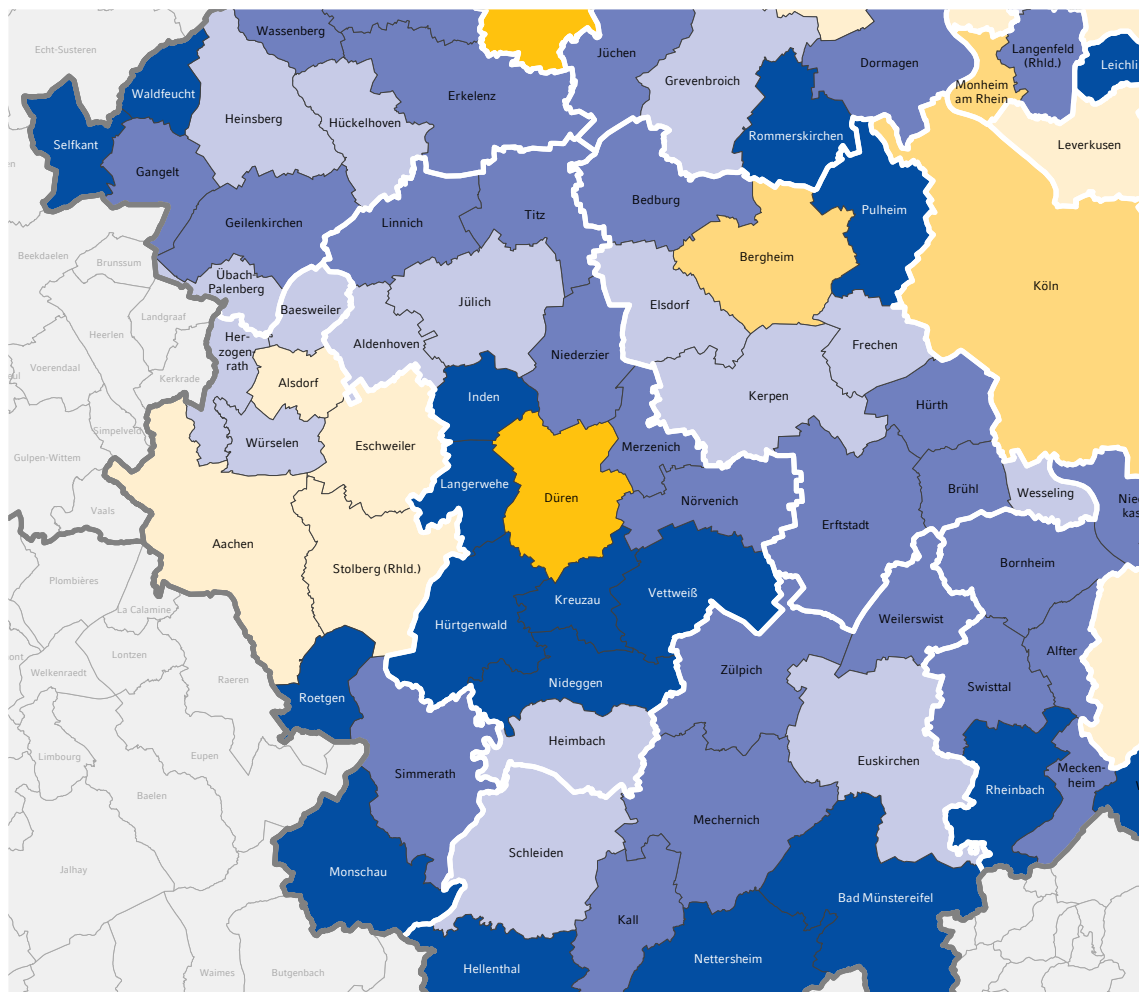 Wassenberg
Echt-Susteren
Jüchen
Langenfeld
(Rhld.)
Dormagen
Leichli
Grevenbroich
Monheim
am Rhein
Waldfeucht
Erkelenz
Heinsberg
Hückelhoven
Rommerskirchen
Selfkant
Leverkusen
Gangelt
Bedburg
Pulheim
Geilenkirchen
Linnich
Titz
Beekdaelen
Brunssum
Bergheim
Übach-
Palenberg
Köln
Jülich
Elsdorf
Baesweiler
Landgraaf
Heerlen
Her-
zogen-
rath
Aldenhoven
Frechen
Niederzier
Voerendaal
Kerkrade
Alsdorf
Inden
Kerpen
Hürth
Simpelveld
Würselen
Eschweiler
Merzenich
Gulpen-Wittem
Langerwehe
Düren
Nörvenich
Brühl
Wesseling
Nied
kas
Vaals
Erftstadt
Aachen
Stolberg (Rhld.)
Bornheim
Plombières
Kreuzau
Vettweiß
La Calamine
Hürtgenwald
Weilerswist
Lontzen
Alfter
Welkenraedt
Raeren
Zülpich
Nideggen
Swisttal
Roetgen
Heimbach
Limbourg
Eupen
Euskirchen
Simmerath
Mecken-
heim
Rheinbach
Baelen
Mechernich
Schleiden
Jalhay
Monschau
Bad Münstereifel
Kall
Nettersheim
Hellenthal
Waimes
Butgenbach